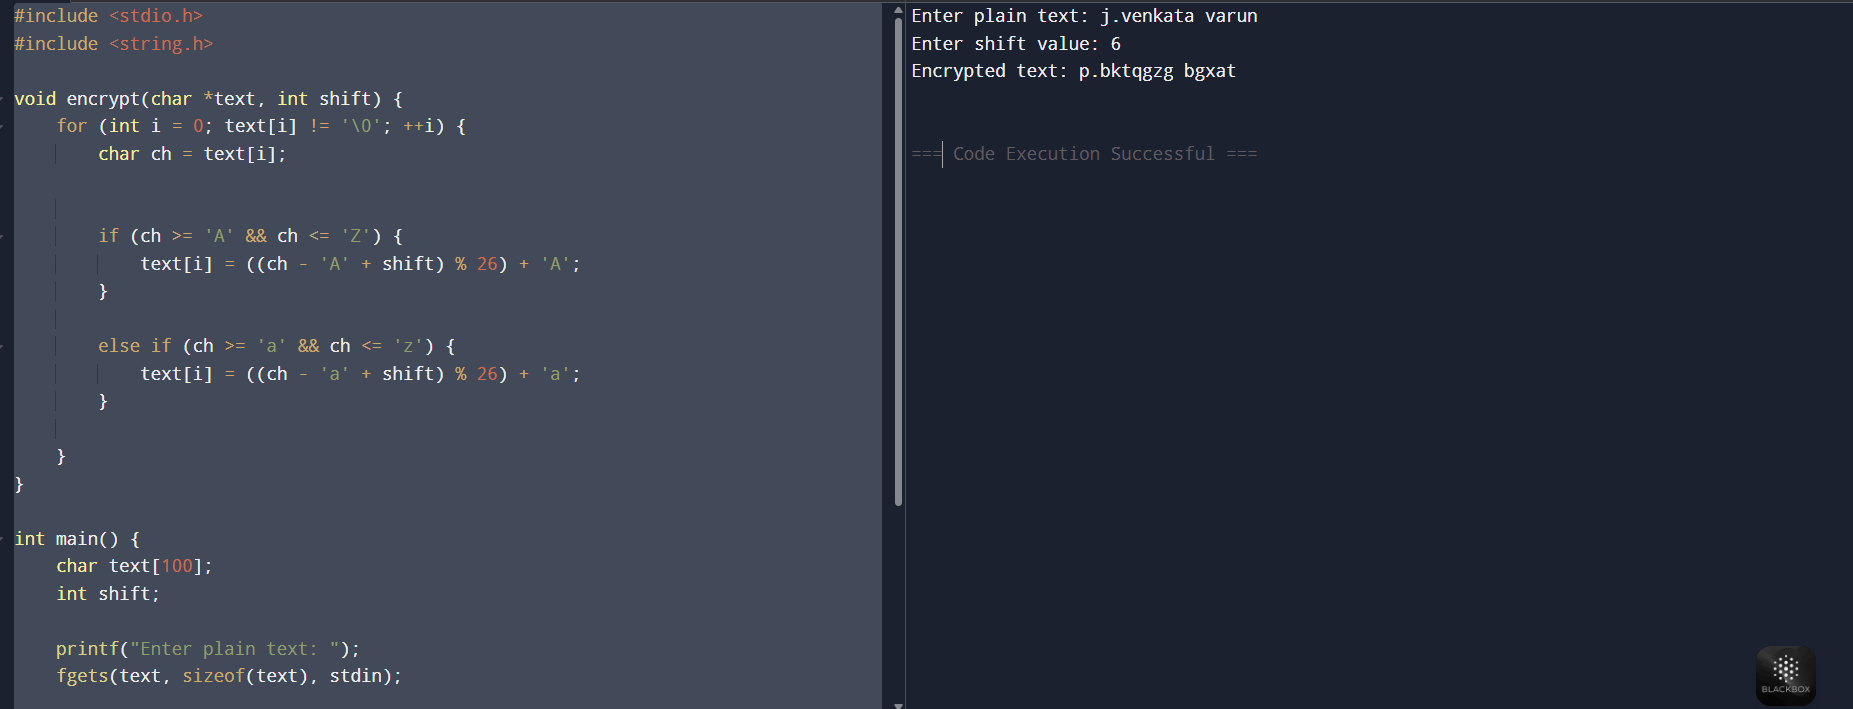 #include <stdio.h>
#include <string.h>
void encrypt(char *text, int shift) {
    for (int i = 0; text[i] != '\0'; ++i) {
        char ch = text[i];
        if (ch >= 'A' && ch <= 'Z') {
            text[i] = ((ch - 'A' + shift) % 26) + 'A';
        }
        else if (ch >= 'a' && ch <= 'z') {
            text[i] = ((ch - 'a' + shift) % 26) + 'a';
        }
    }
}
int main() {
    char text[100];
    int shift;
    printf("Enter plain text: ");
    fgets(text, sizeof(text), stdin);
Enter plain text: j.venkata varun
Enter shift value: 6
Encrypted text: p.bktqgzg bgxat
=== Code Execution Successful ===
BLACKBOX